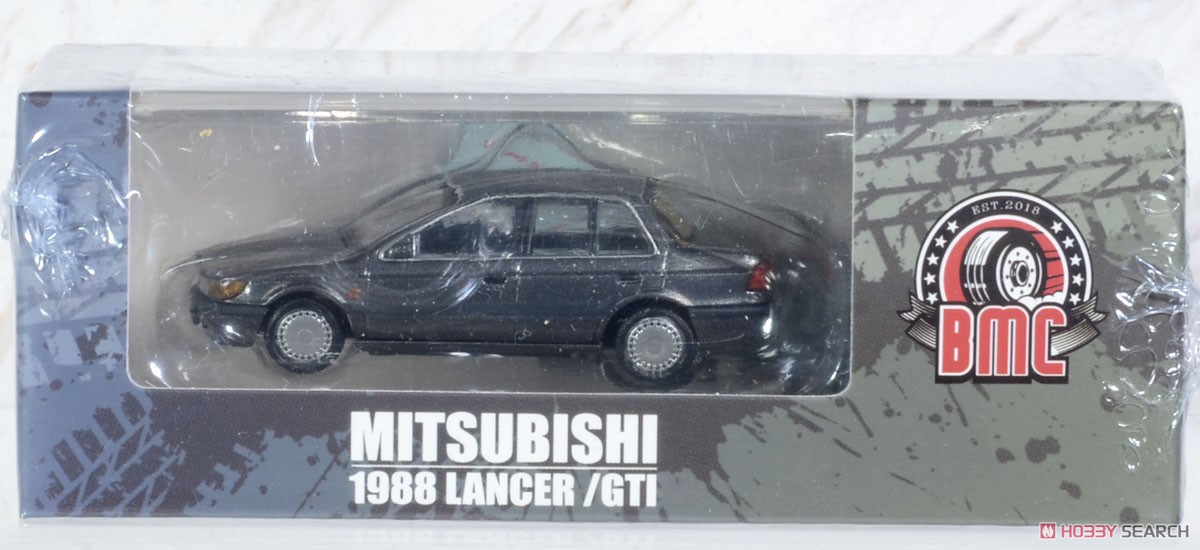 EST.2018
BMC
MITSUBISHI
1988 LANCER /GTI
HOBBY SEARCH